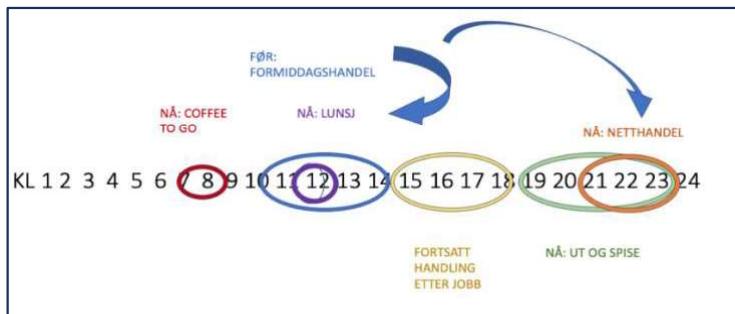 FØR:
FORMIDDAGSHANDEL
NÅ: COFFEE
TO GO
NÅ: LUNSJ
NÅ: NETTHANDEL
KL 1 2 3 4 5 6 7 8 9 10 11 12 13 14 15 16 17 18 19 20 21 22 23 24
FORTSATT
HANDLING
ETTER JOBB
NÅ: UT OG SPISE